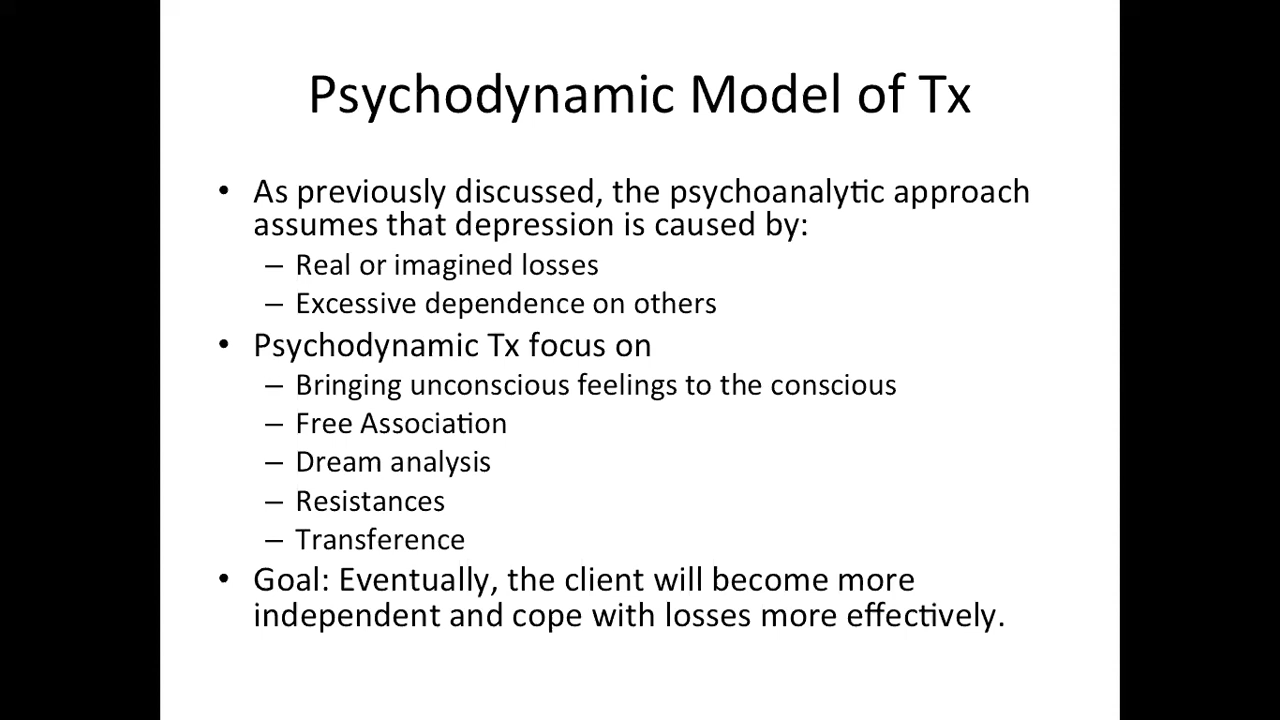 Psychodynamic Model of Tx
• As previously discussed, the psychoanalytic approach
assumes that depression is caused by:
– Real or imagined losses
– Excessive dependence on others
• Psychodynamic Tx focus on
– Bringing unconscious feelings to the conscious
– Free Association
– Dream analysis
– Resistances
– Transference
• Goal: Eventually, the client will become more
independent and cope with losses more effectively.